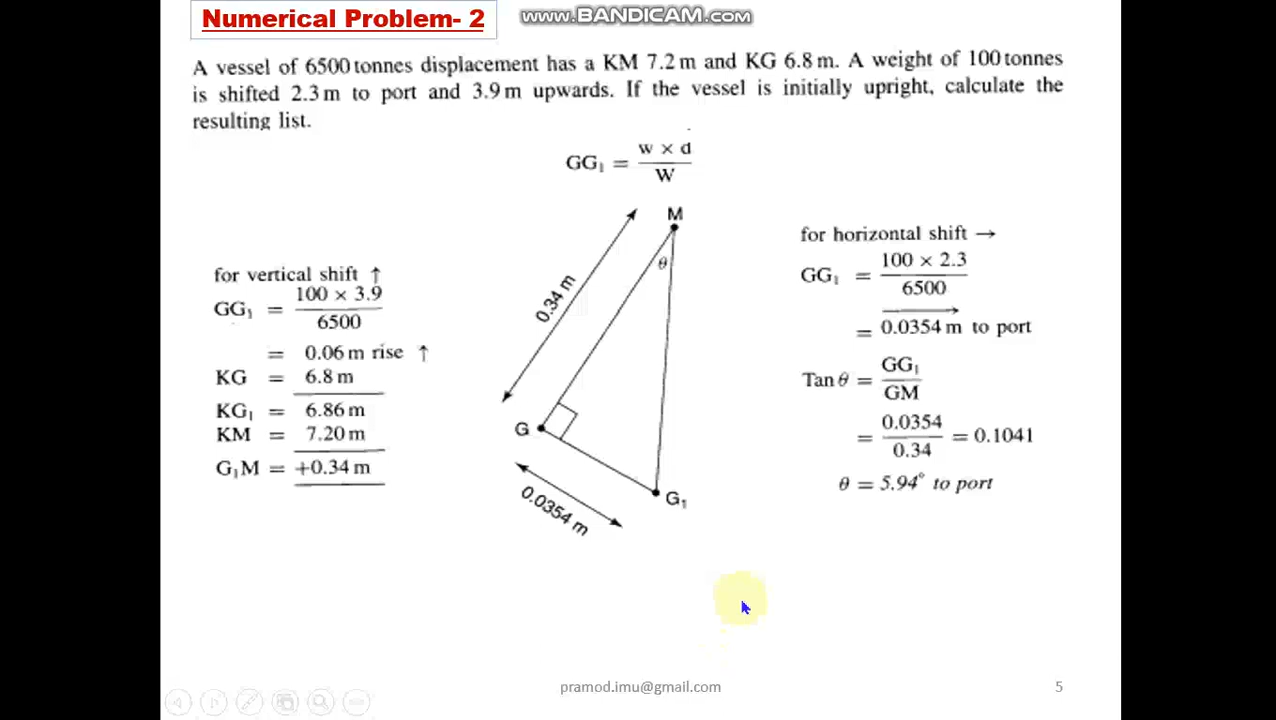 Numerical Problem- 2
www.BANDICAM.com
A vessel of 6500 tonnes displacement has a KM 7.2 m and KG 6.8 m. A weight of 100 tonnes
is shifted 2.3 m to port and 3.9 m upwards. If the vessel is initially upright, calculate the
resulting list.
GG₁ = w × d
W
for vertical shift ↑
GG₁ = 100 × 3.9
6500
= 0.06 m rise ↑
KG = 6.8 m
KG₁ = 6.86 m
KM = 7.20 m
G₁M = +0.34 m
M
θ
0.34 m
G
G₁
0.0354 m
for horizontal shift →
GG₁ = 100 × 2.3
6500
= 0.0354 m to port
Tan θ = GG₁
GM
= 0.0354 = 0.1041
0.34
θ = 5.94° to port
pramod.imu@gmail.com
5